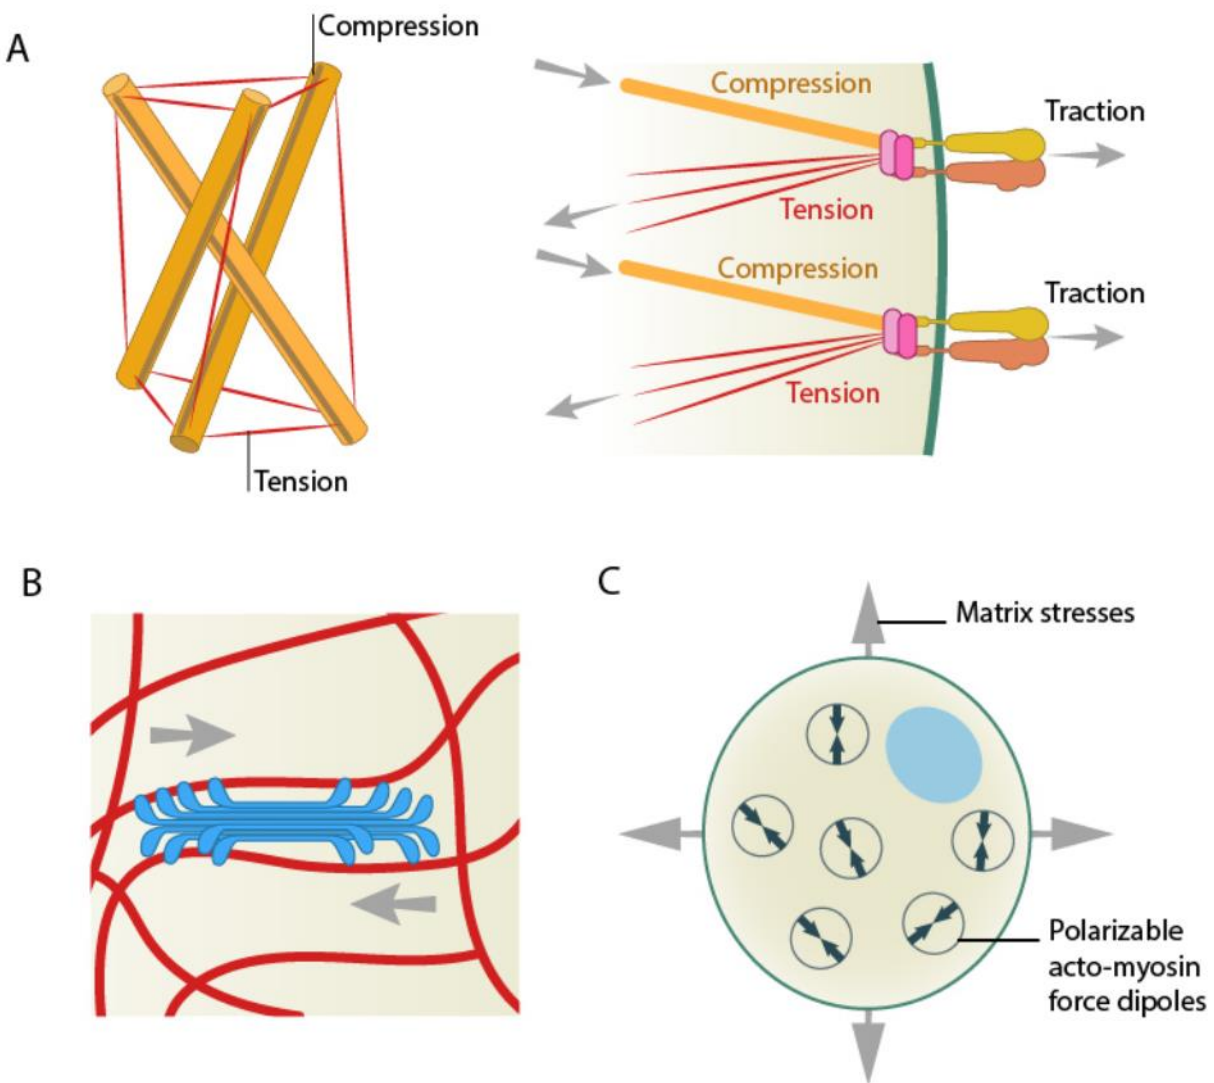 A
Compression
Tension
Compression
Traction
Tension
Compression
Traction
Tension
B
C
Matrix stresses
Polarizable
acto-myosin
force dipoles